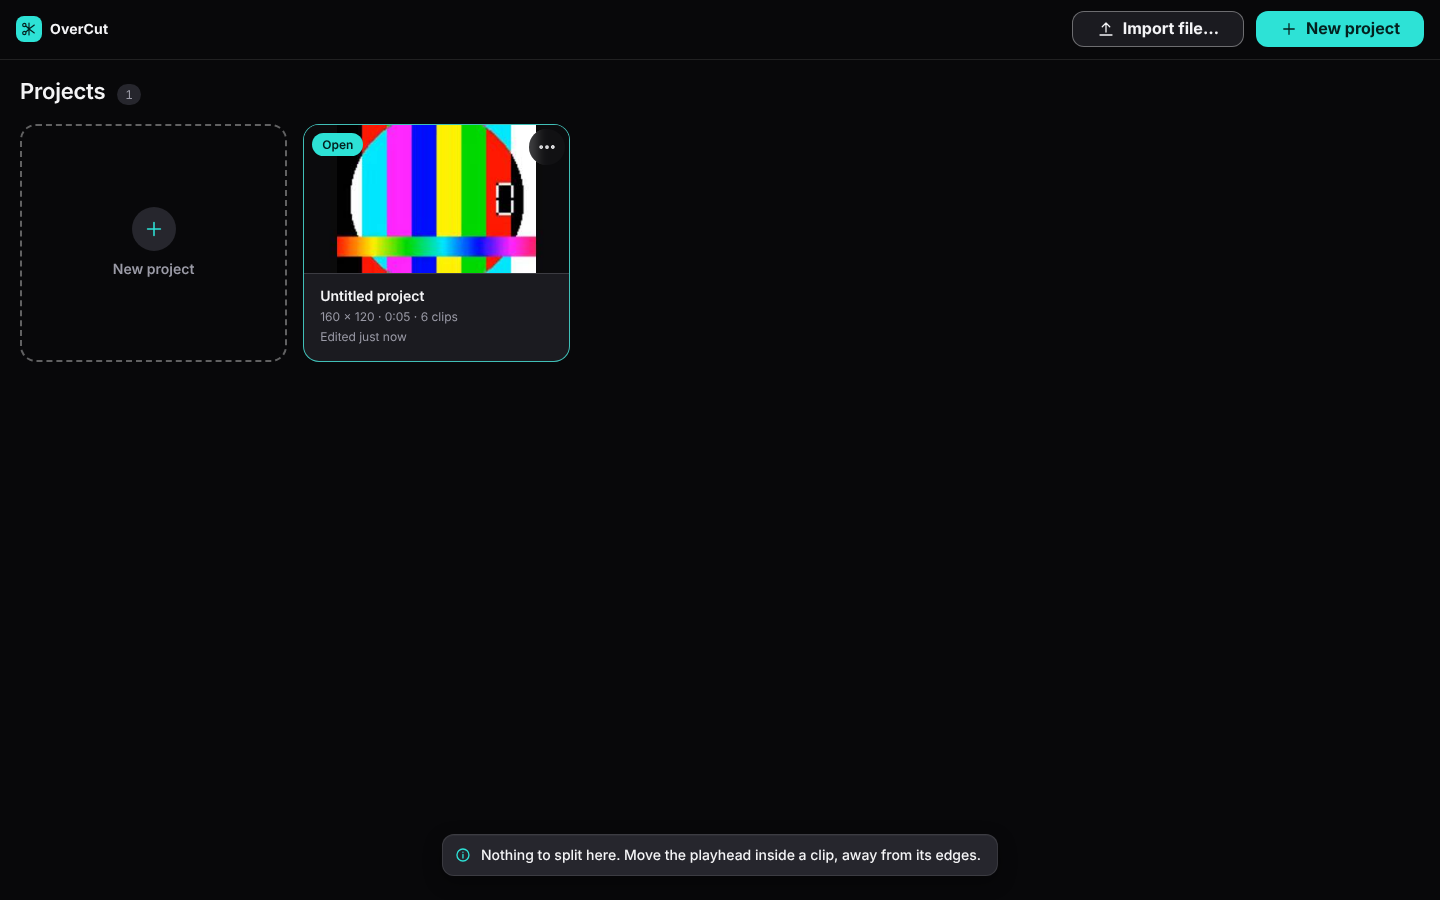 OverCut
Import file...
New project
Projects 1
New project
Open
0
Untitled project
160 × 120 · 0:05 · 6 clips
Edited just now
Nothing to split here. Move the playhead inside a clip, away from its edges.